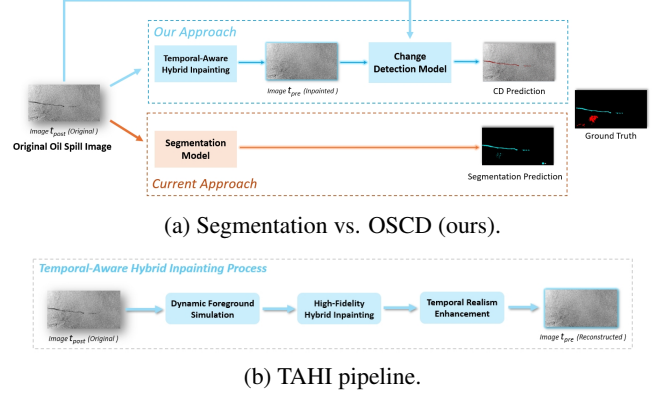 Our Approach
Temporal-Aware
Hybrid Inpainting
Image t_pre (Inpainted )
Change
Detection Model
CD Prediction
Image t_post (Original )
Original Oil Spill Image
Ground Truth
Segmentation
Model
Segmentation Prediction
Current Approach
(a) Segmentation vs. OSCD (ours).
Temporal-Aware Hybrid Inpainting Process
Image t_post (Original )
Dynamic Foreground
Simulation
High-Fidelity
Hybrid Inpainting
Temporal Realism
Enhancement
Image t_pre (Reconstructed )
(b) TAHI pipeline.